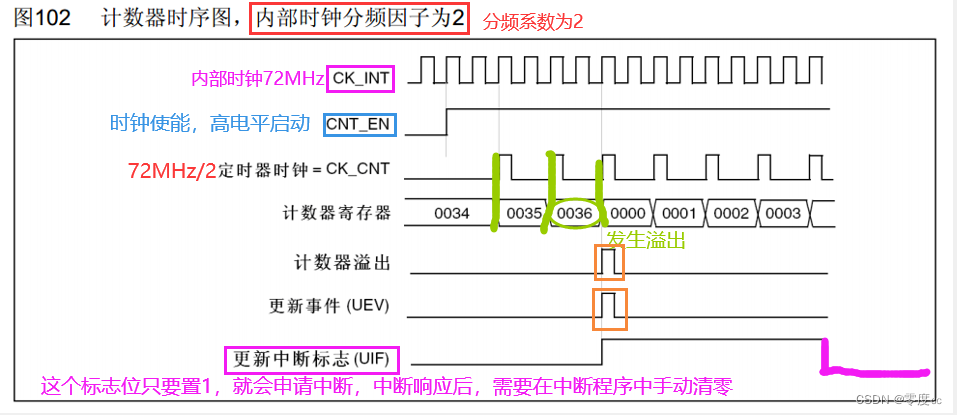 图102 计数器时序图，内部时钟分频因子为2 分频系数为2
内部时钟72MHz CK_INT
时钟使能，高电平启动 CNT_EN
72MHz/2 定时器时钟 = CK_CNT
计数器寄存器 0034 0035 0036 0000 0001 0002 0003
发生溢出
计数器溢出
更新事件(UEV)
更新中断标志(UIF)
这个标志位只要置1，就会申请中断，中断响应后，需要在中断程序中手动清零